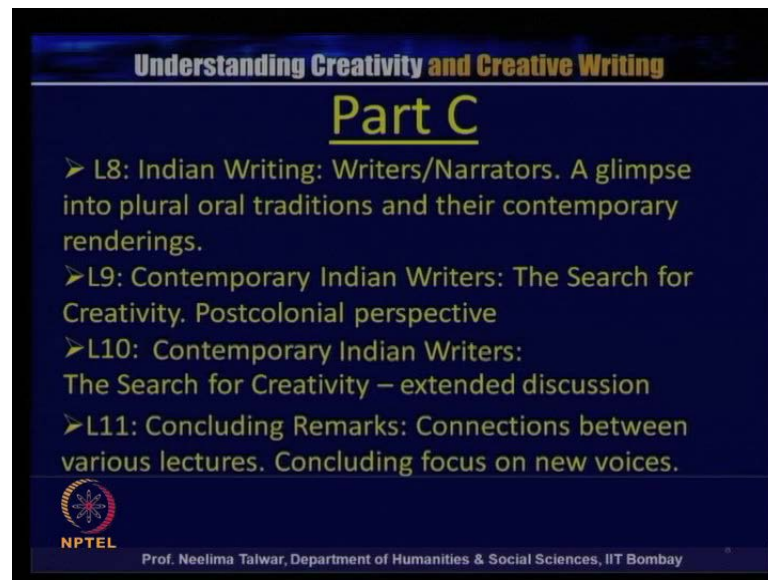 Understanding Creativity and Creative Writing
Part C
➢ L8: Indian Writing: Writers/Narrators. A glimpse
into plural oral traditions and their contemporary
renderings.
➢L9: Contemporary Indian Writers: The Search for
Creativity. Postcolonial perspective
➢L10: Contemporary Indian Writers:
The Search for Creativity – extended discussion
➢L11: Concluding Remarks: Connections between
various lectures. Concluding focus on new voices.
NPTEL
Prof. Neelima Talwar, Department of Humanities & Social Sciences, IIT Bombay